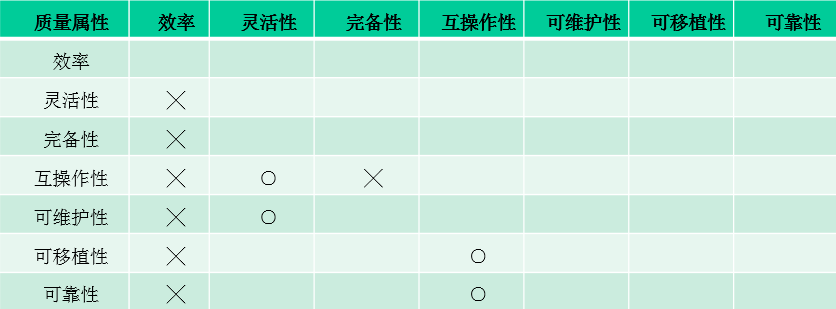 质量属性 效率 灵活性 完备性 互操作性 可维护性 可移植性 可靠性
效率
灵活性 ×
完备性 ×
互操作性 × ○ ×
可维护性 × ○
可移植性 × ○
可靠性 × ○